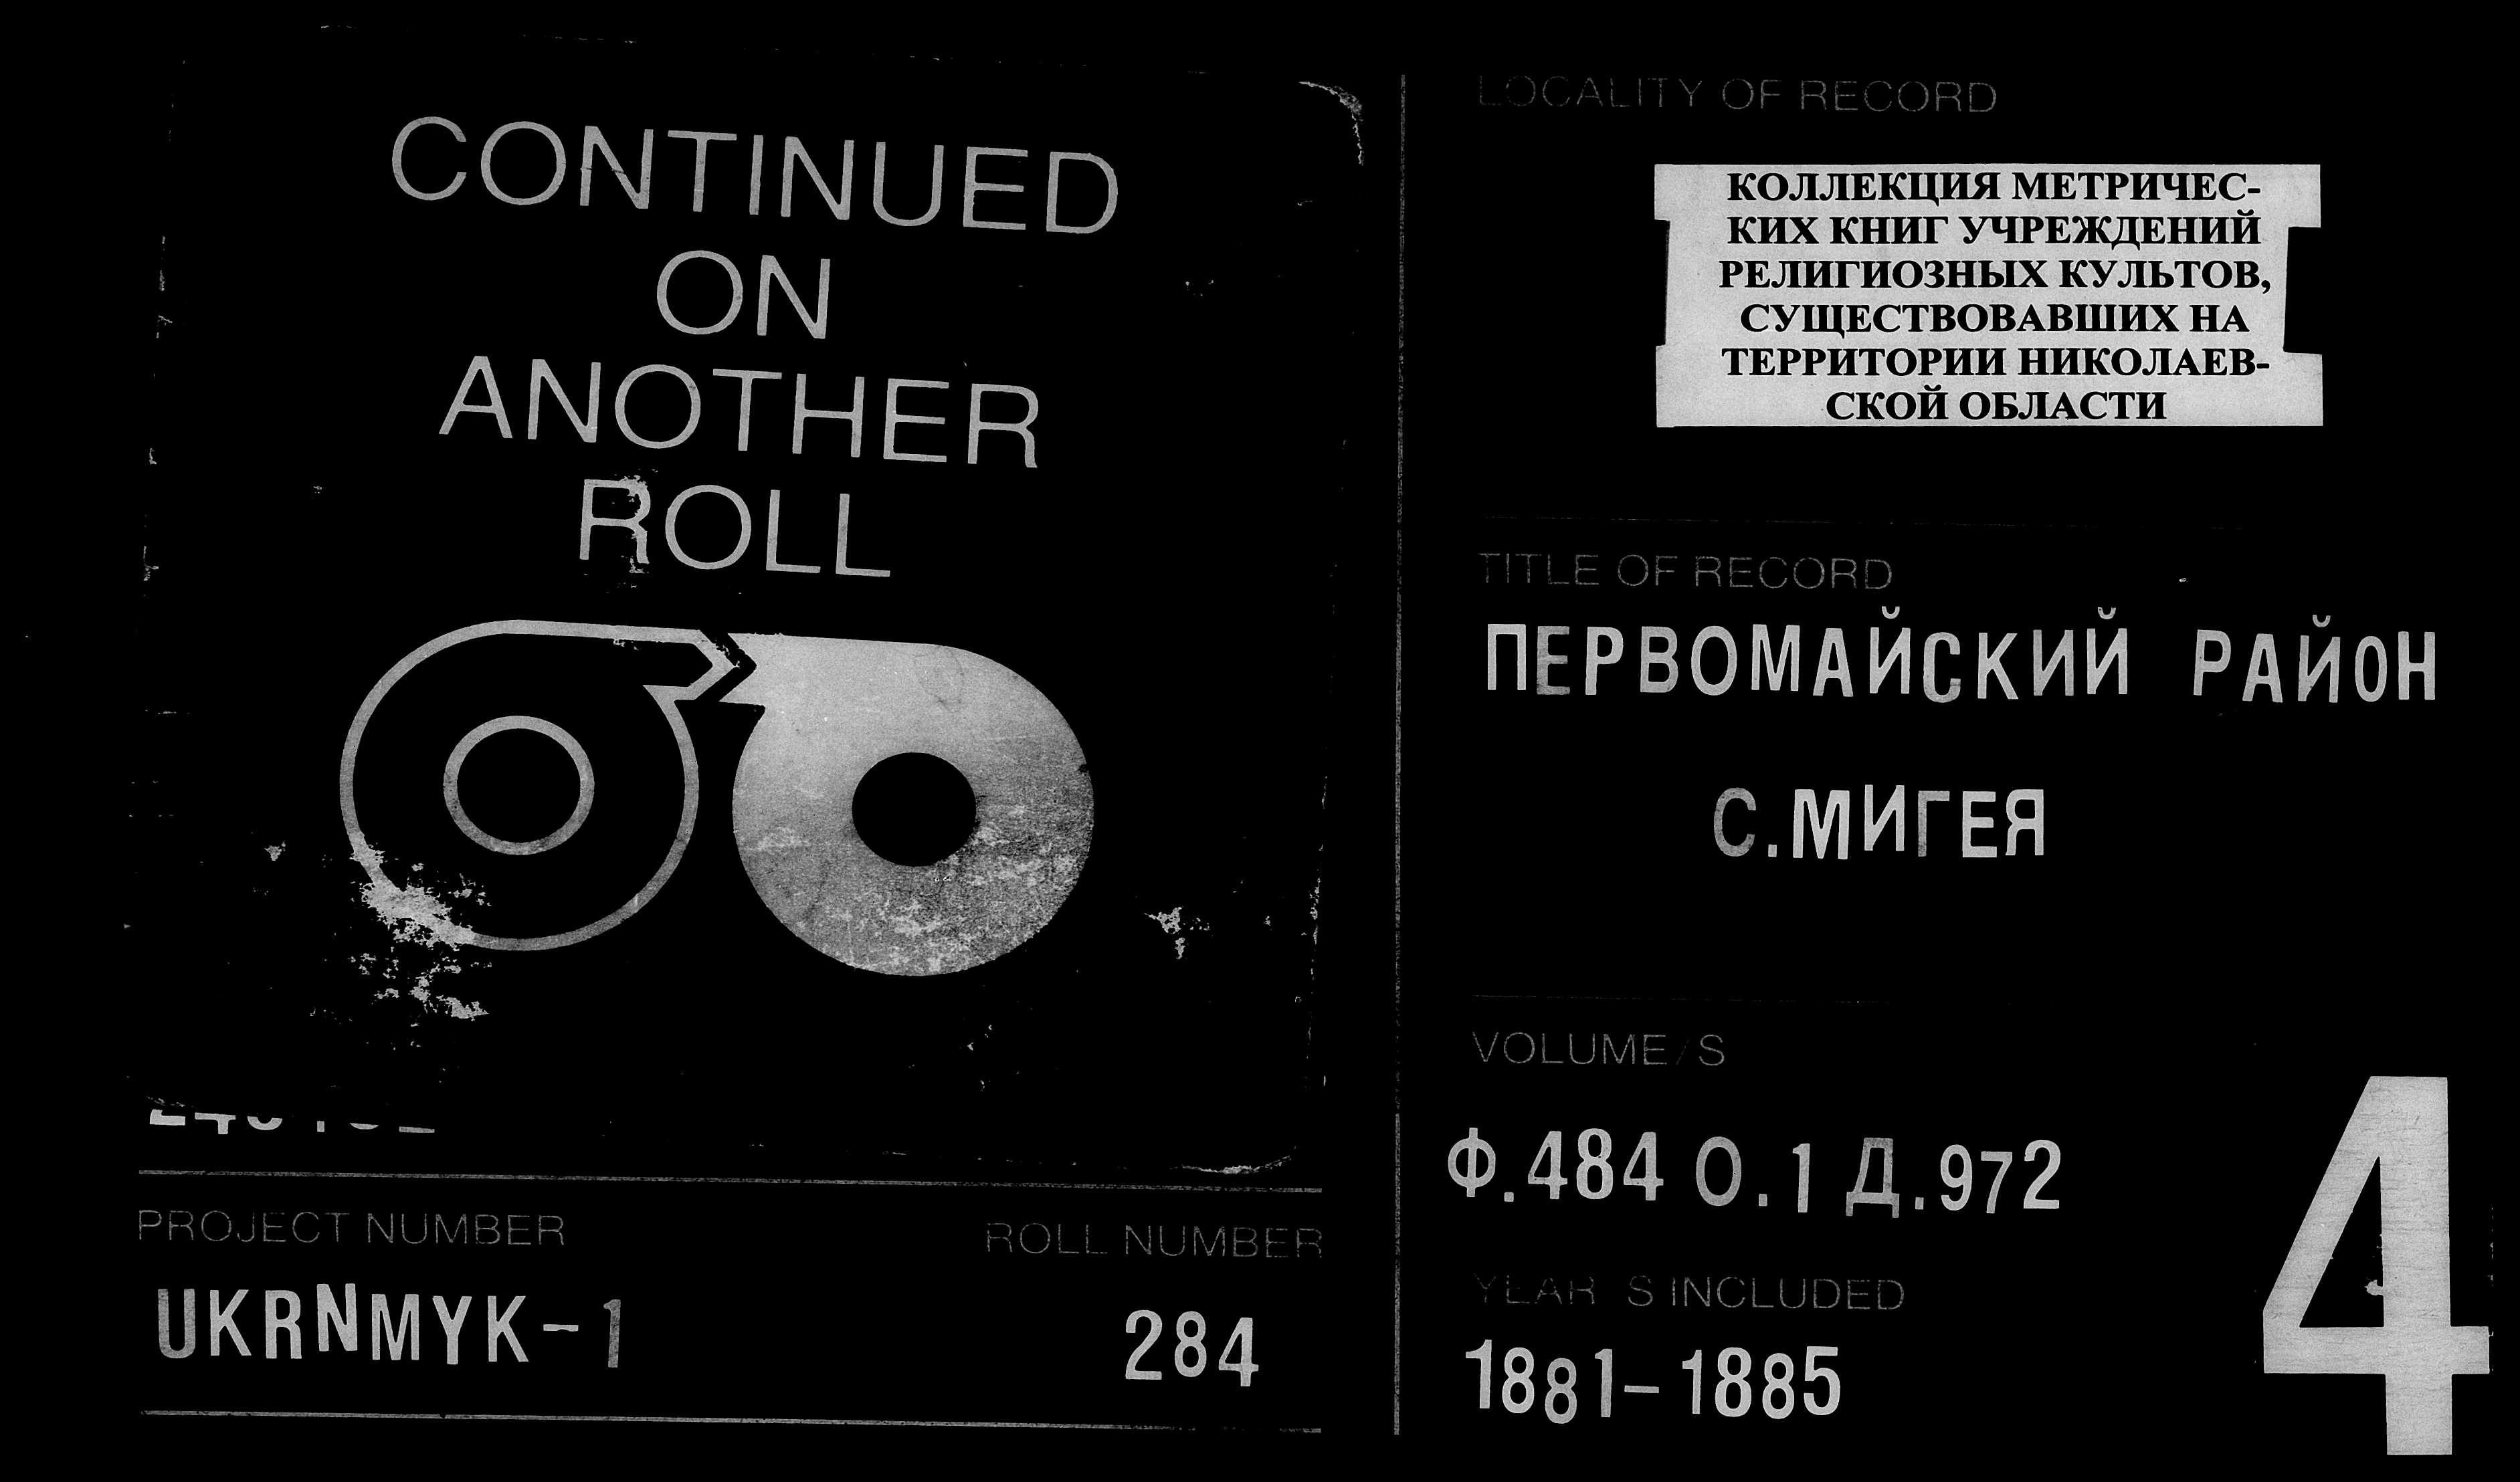 CONTINUED
ON
ANOTHER
ROLL
PROJECT NUMBER
ROLL NUMBER
UKRNMYK-1
284
LOCALITY OF RECORD
КОЛЛЕКЦИЯ МЕТРИЧЕС-
КИХ КНИГ УЧРЕЖДЕНИЙ
РЕЛИГИОЗНЫХ КУЛЬТОВ,
СУЩЕСТВОВАВШИХ НА
ТЕРРИТОРИИ НИКОЛАЕВ-
СКОЙ ОБЛАСТИ
TITLE OF RECORD
ПЕРВОМАЙСКИЙ РАЙОН
С.МИГЕЯ
VOLUME/S
Ф.484 О.1 Д.972
YEAR S INCLUDED
1881-1885
4